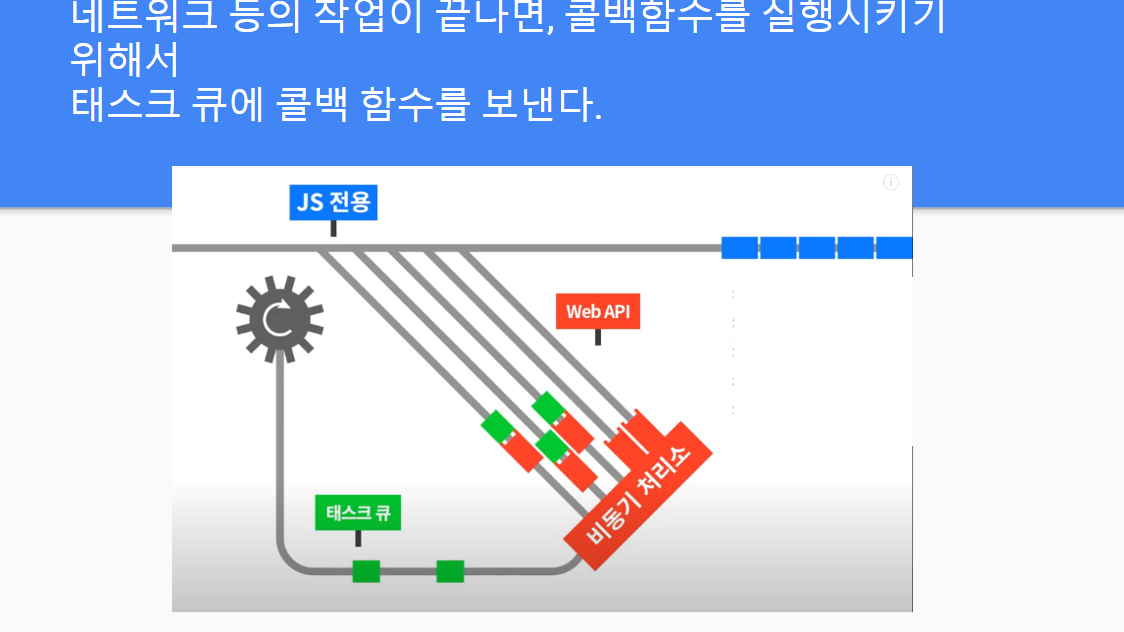 네트워크 등의 작업이 끝나면, 콜백함수를 실행시키기
위해서
태스크 큐에 콜백 함수를 보낸다.
JS 전용
Web API
비동기 처리소
태스크 큐